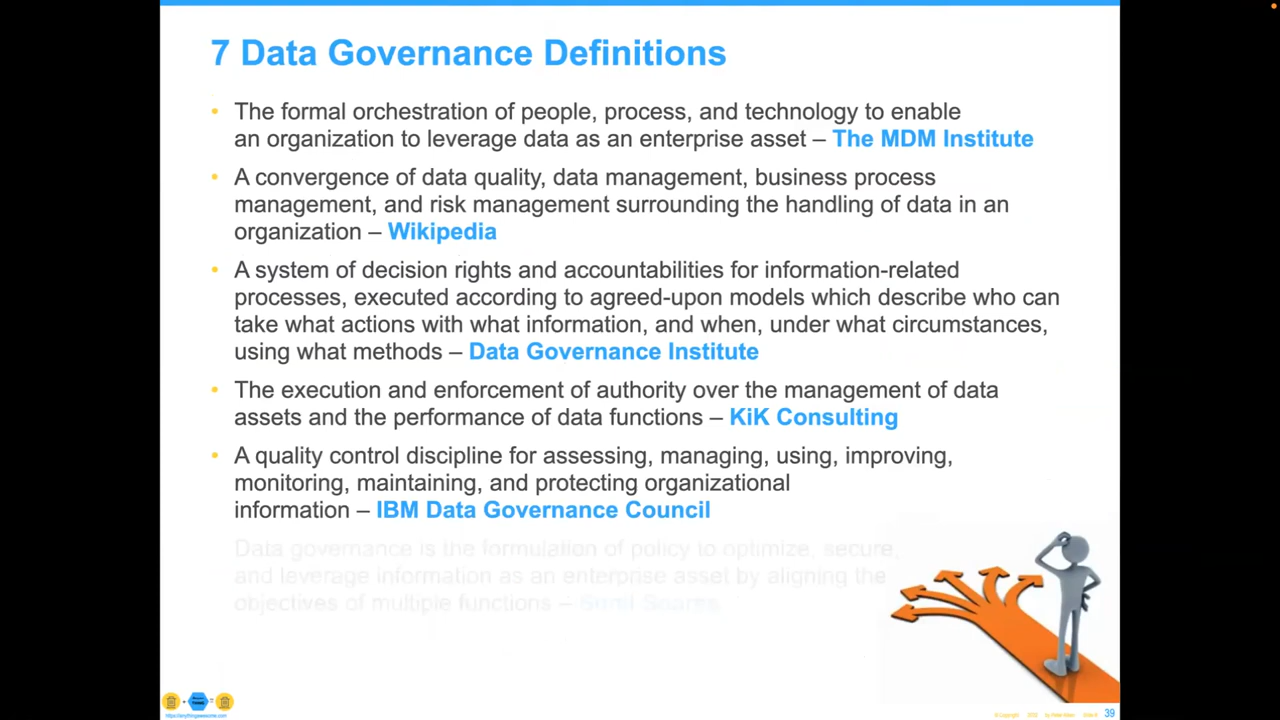 7 Data Governance Definitions
• The formal orchestration of people, process, and technology to enable
an organization to leverage data as an enterprise asset – The MDM Institute
• A convergence of data quality, data management, business process
management, and risk management surrounding the handling of data in an
organization – Wikipedia
• A system of decision rights and accountabilities for information-related
processes, executed according to agreed-upon models which describe who can
take what actions with what information, and when, under what circumstances,
using what methods – Data Governance Institute
• The execution and enforcement of authority over the management of data
assets and the performance of data functions – KiK Consulting
• A quality control discipline for assessing, managing, using, improving,
monitoring, maintaining, and protecting organizational
information – IBM Data Governance Council
Data governance is the formulation of policy to optimize, secure,
and leverage information as an enterprise asset by aligning the
objectives of multiple functions – Sunil Soares
https://anythingawesome.com
39